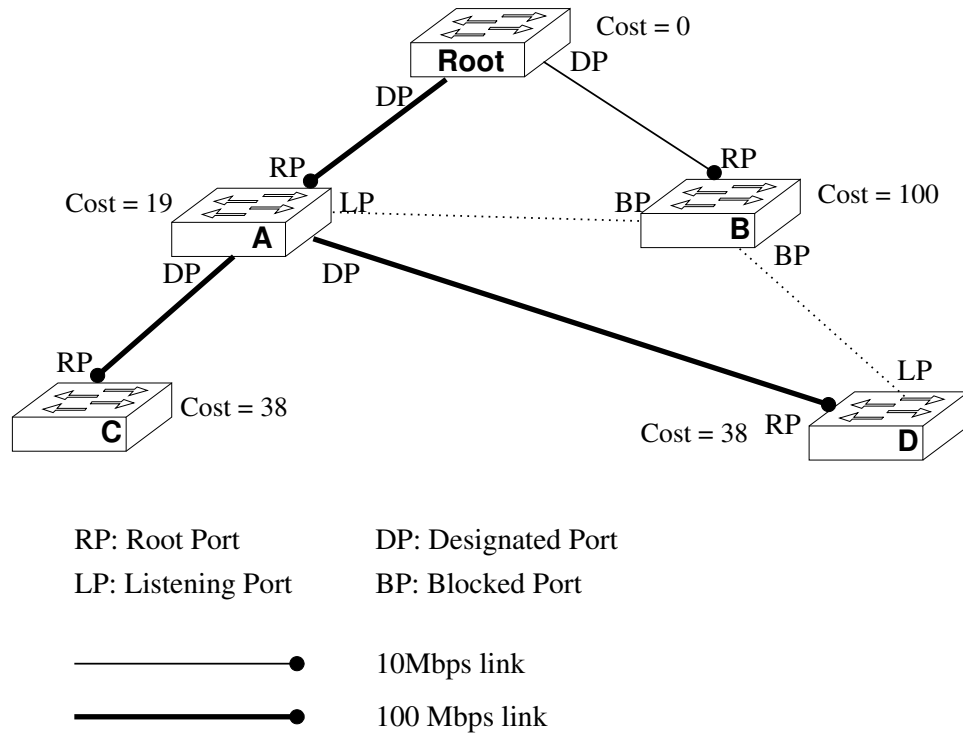 Cost = 0
Root
DP
DP
RP
RP
Cost = 19
LP
BP
Cost = 100
A
B
DP
DP
BP
RP
LP
Cost = 38
C
Cost = 38
RP
D
RP: Root Port
DP: Designated Port
LP: Listening Port
BP: Blocked Port
10Mbps link
100 Mbps link